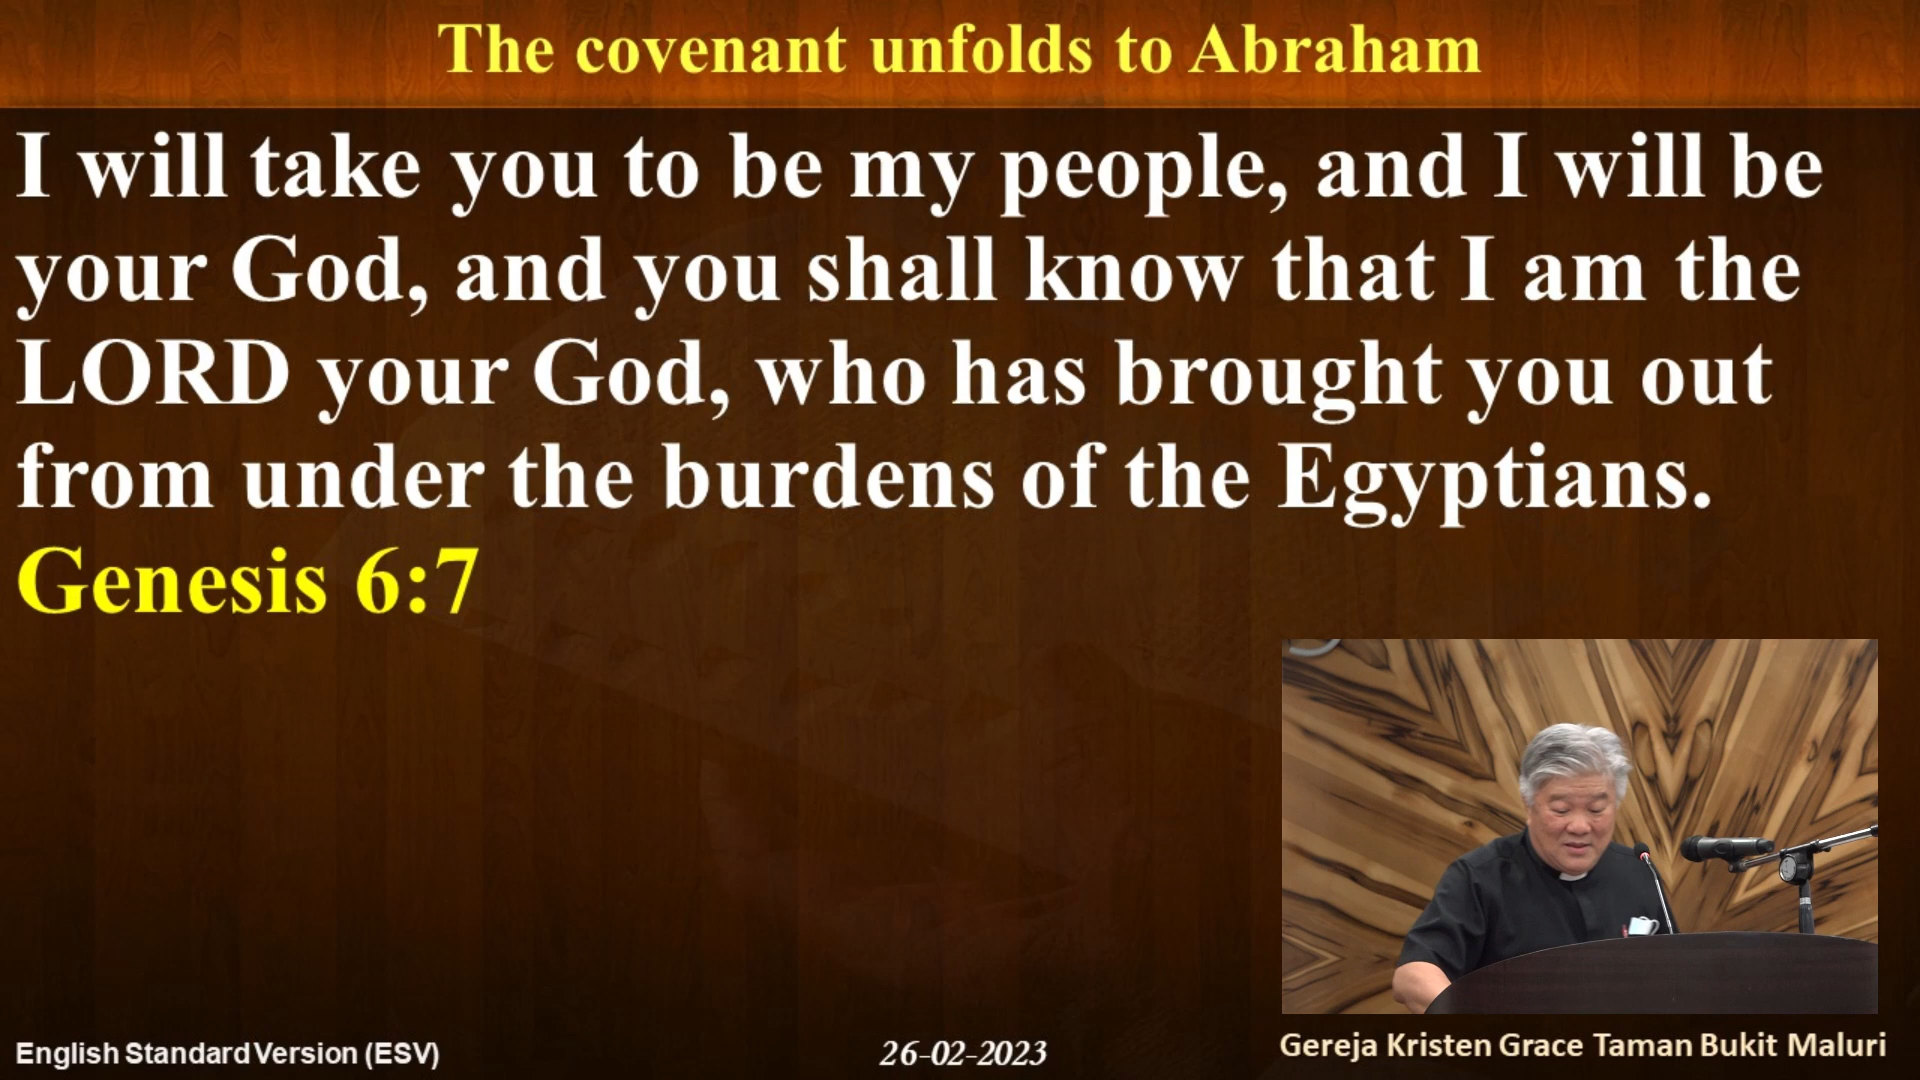 The covenant unfolds to Abraham
I will take you to be my people, and I will be
your God, and you shall know that I am the
LORD your God, who has brought you out
from under the burdens of the Egyptians.
Genesis 6:7
English Standard Version (ESV)
26-02-2023
Gereja Kristen Grace Taman Bukit Maluri